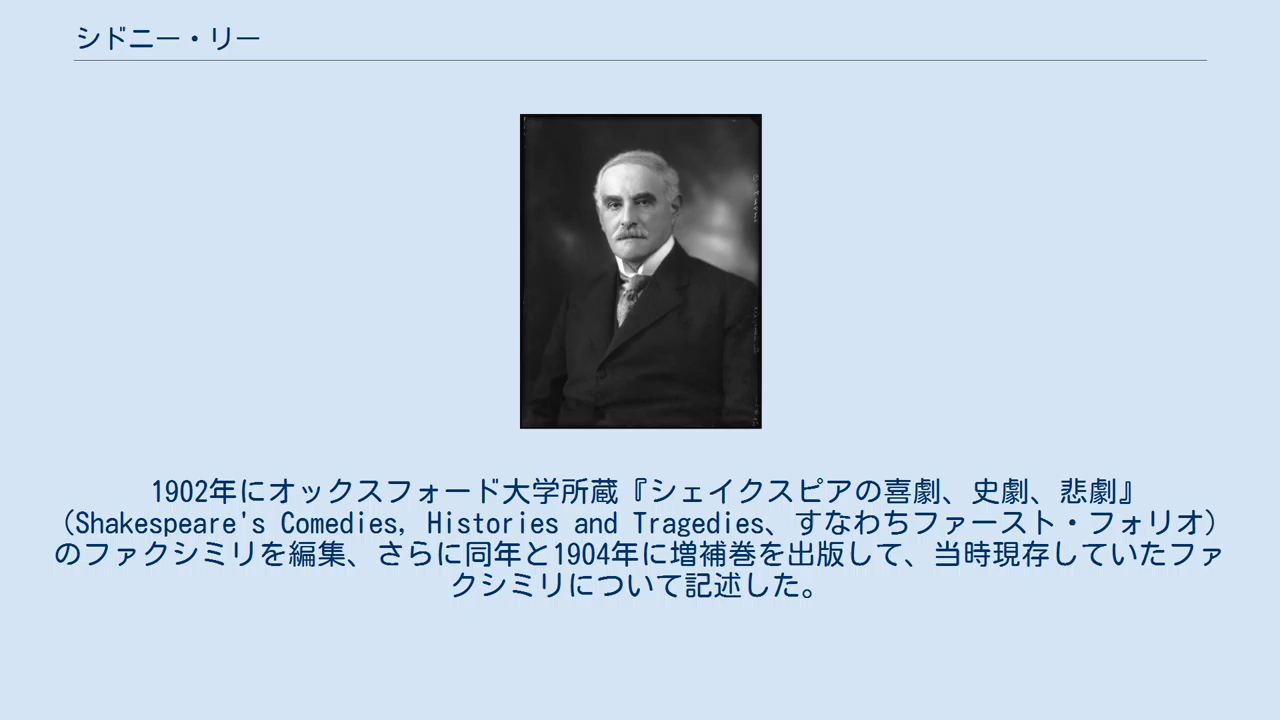 シドニー・リー
1902年にオックスフォード大学所蔵『シェイクスピアの喜劇、史劇、悲劇』
（Shakespeare's Comedies, Histories and Tragedies、すなわちファースト・フォリオ）
のファクシミリを編集、さらに同年と1904年に増補巻を出版して、当時現存していたファ
クシミリについて記述した。